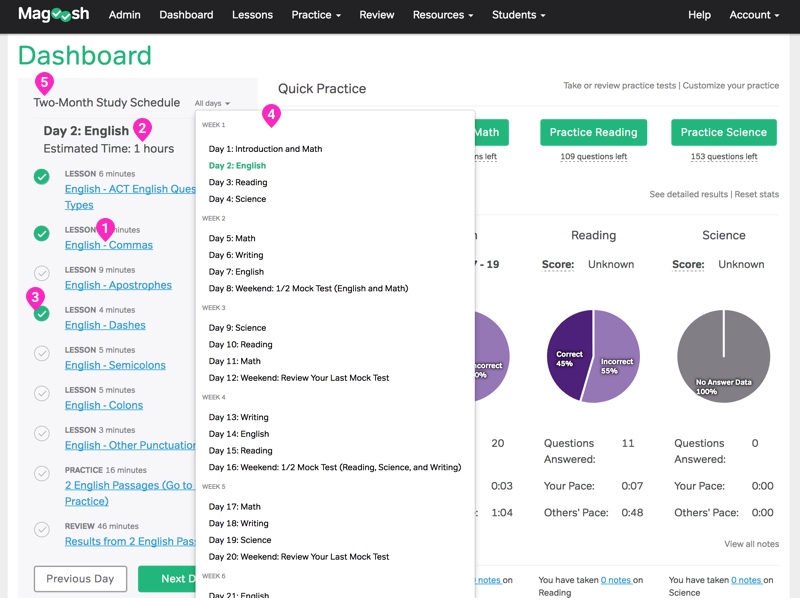 Magoosh Admin Dashboard Lessons Practice Review Resources Students Help Account
Dashboard
5
Two-Month Study Schedule All days
Day 2: English 2
Estimated Time: 1 hours
LESSON 6 minutes
English - ACT English Ques
Types
LESSON minutes
1
English - Commas
LESSON 9 minutes
English - Apostrophes
3
LESSON 4 minutes
English - Dashes
LESSON 5 minutes
English - Semicolons
LESSON 5 minutes
English - Colons
LESSON 3 minutes
English - Other Punctuation
PRACTICE 16 minutes
2 English Passages (Go to
Practice)
REVIEW 46 minutes
Results from 2 English Pas
Previous Day Next D
4
WEEK 1
Day 1: Introduction and Math
Day 2: English
Day 3: Reading
Day 4: Science
WEEK 2
Day 5: Math
Day 6: Writing
Day 7: English
Day 8: Weekend: 1/2 Mock Test (English and Math)
WEEK 3
Day 9: Science
Day 10: Reading
Day 11: Math
Day 12: Weekend: Review Your Last Mock Test
WEEK 4
Day 13: Writing
Day 14: English
Day 15: Reading
Day 16: Weekend: 1/2 Mock Test (Reading, Science, and Writing)
WEEK 5
Day 17: Math
Day 18: Writing
Day 19: Science
Day 20: Weekend: Review Your Last Mock Test
WEEK 6
Day 21: English
Quick Practice
Take or review practice tests | Customize your practice
Math Practice Reading Practice Science
ns left 109 questions left 153 questions left
See detailed results | Reset stats
Reading Science
7 - 19 Score: Unknown Score: Unknown
Correct
45%
Incorrect
55%
ncorrect
0%
No Answer Data
100%
20 Questions Answered: 11 Questions Answered: 0
0:03 Your Pace: 0:07 Your Pace: 0:00
: 1:04 Others' Pace: 0:48 Others' Pace: 0:00
View all notes
0 notes on You have taken 0 notes on You have taken 0 notes on
Reading Science